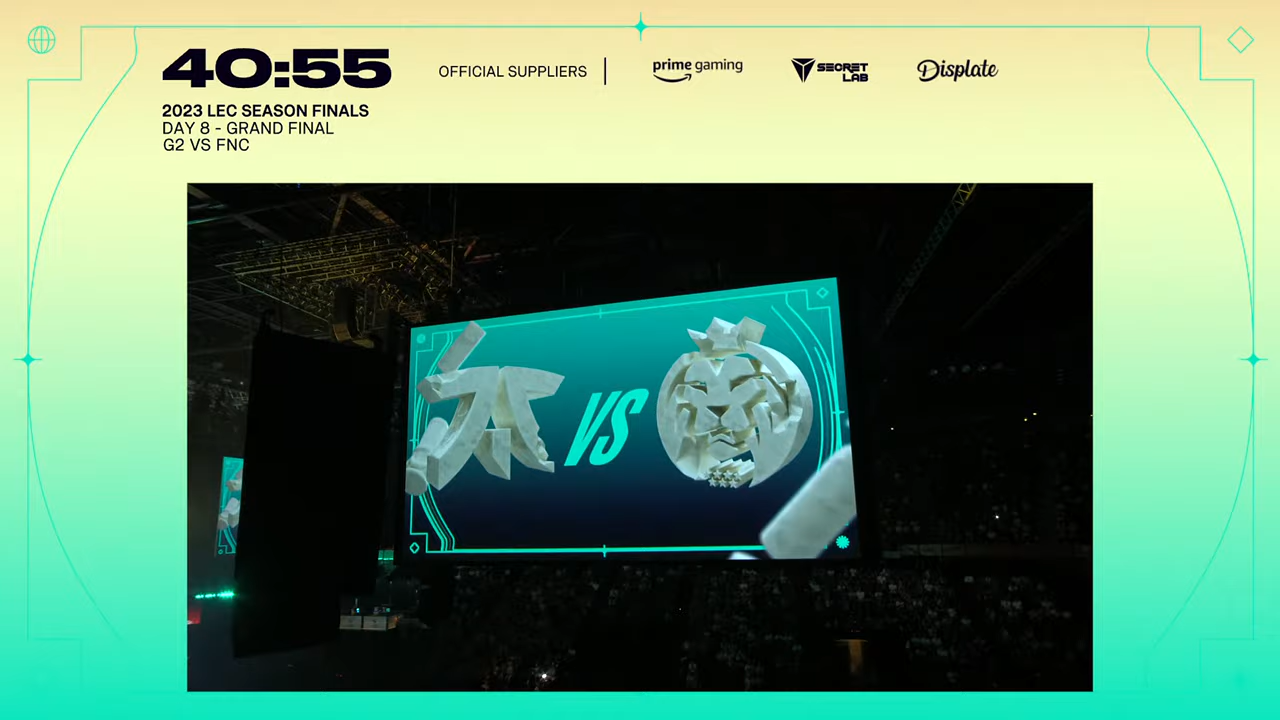 40:55
2023 LEC SEASON FINALS
DAY 8 - GRAND FINAL
G2 VS FNC
OFFICIAL SUPPLIERS
prime gaming
SECRET
LAB
Displate
VS